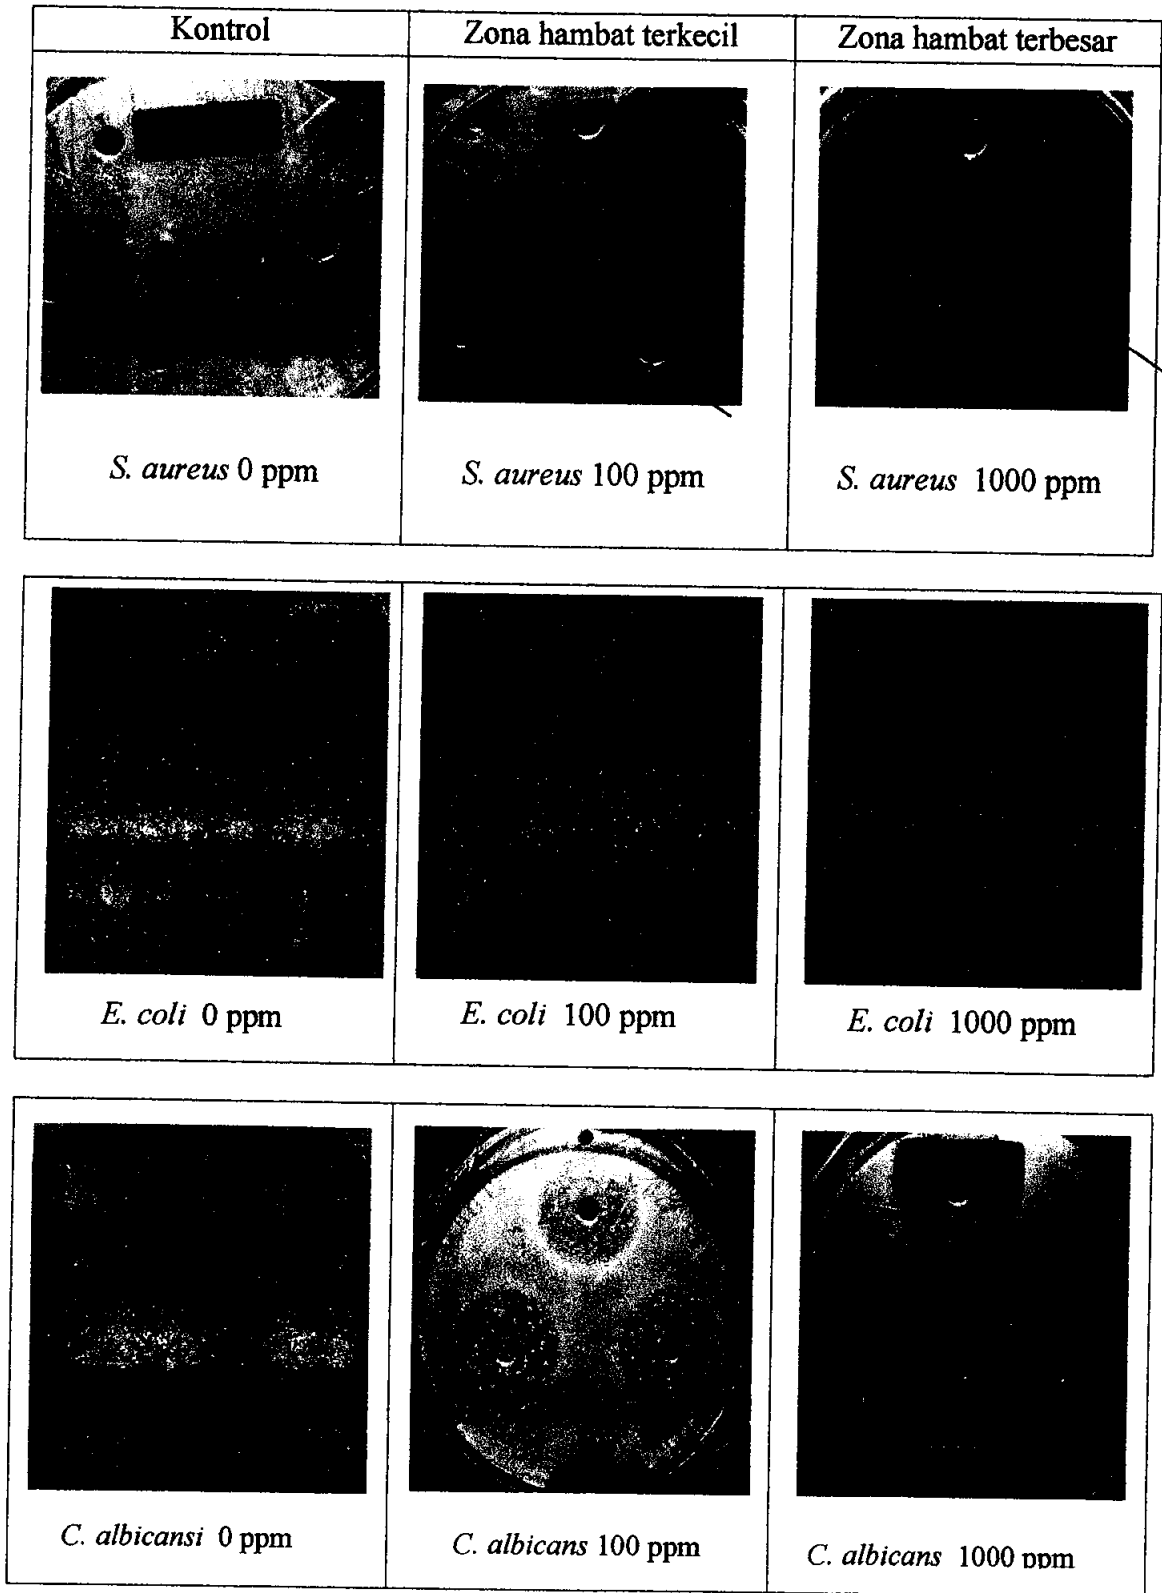 Kontrol
Zona hambat terkecil
Zona hambat terbesar
S. aureus 0 ppm
S. aureus 100 ppm
S. aureus 1000 ppm
E. coli 0 ppm
E. coli 100 ppm
E. coli 1000 ppm
C. albicansi 0 ppm
C. albicans 100 ppm
C. albicans 1000 ppm